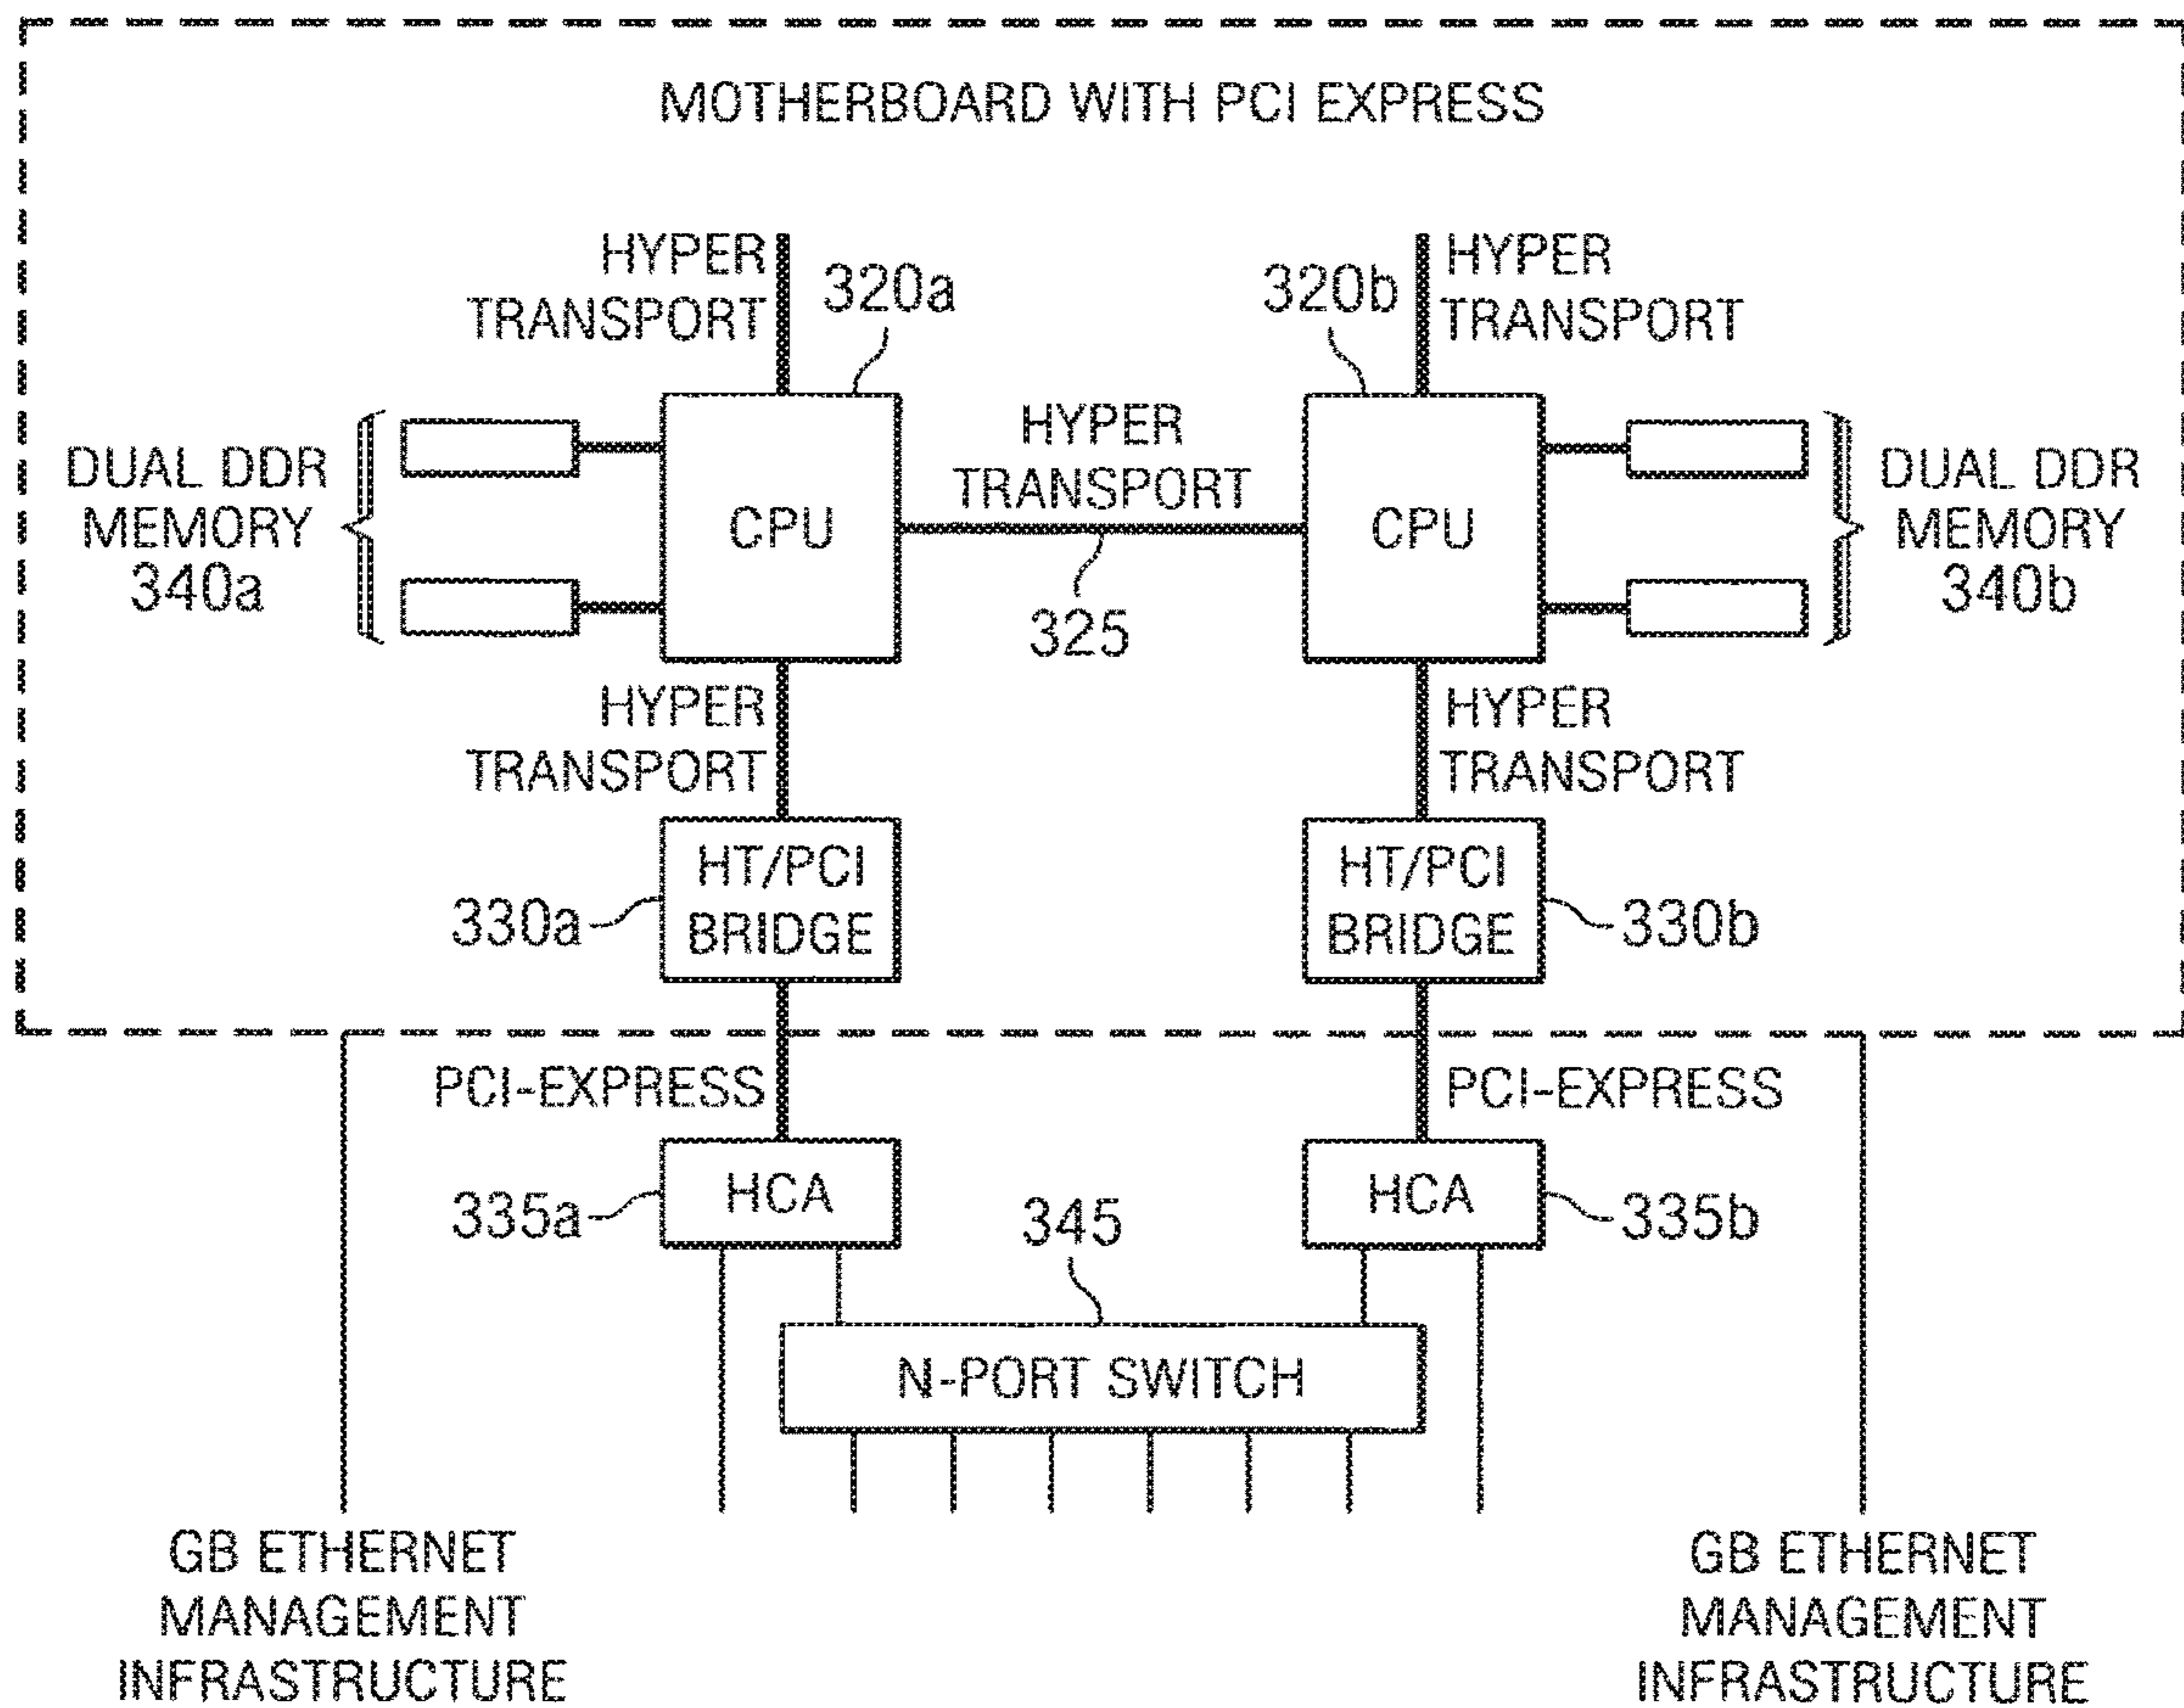 MOTHERBOARD WITH PCI EXPRESS
HYPER
TRANSPORT
320a
320b
HYPER
TRANSPORT
DUAL DDR
MEMORY
340a
CPU
HYPER
TRANSPORT
325
CPU
DUAL DDR
MEMORY
340b
HYPER
TRANSPORT
HYPER
TRANSPORT
330a
HT/PCI
BRIDGE
HT/PCI
BRIDGE
330b
PCI-EXPRESS
PCI-EXPRESS
335a
HCA
345
HCA
335b
N-PORT SWITCH
GB ETHERNET
MANAGEMENT
INFRASTRUCTURE
GB ETHERNET
MANAGEMENT
INFRASTRUCTURE